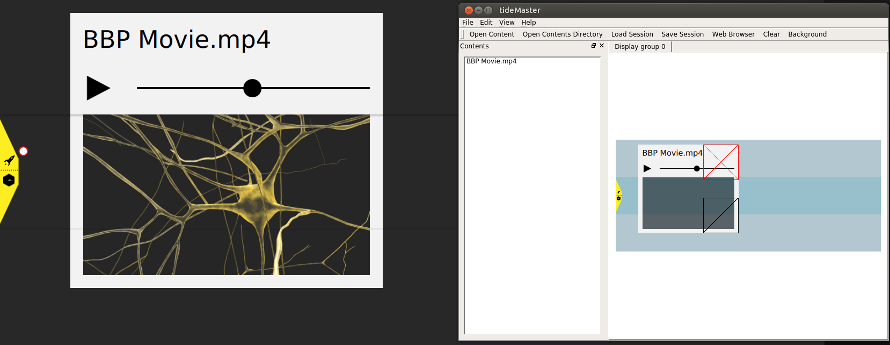 BBP Movie.mp4
tideMaster
File Edit View Help
Open Content Open Contents Directory Load Session Save Session Web Browser Clear Background
Contents
Display group 0
BBP Movie.mp4
BBP Movie.mp4